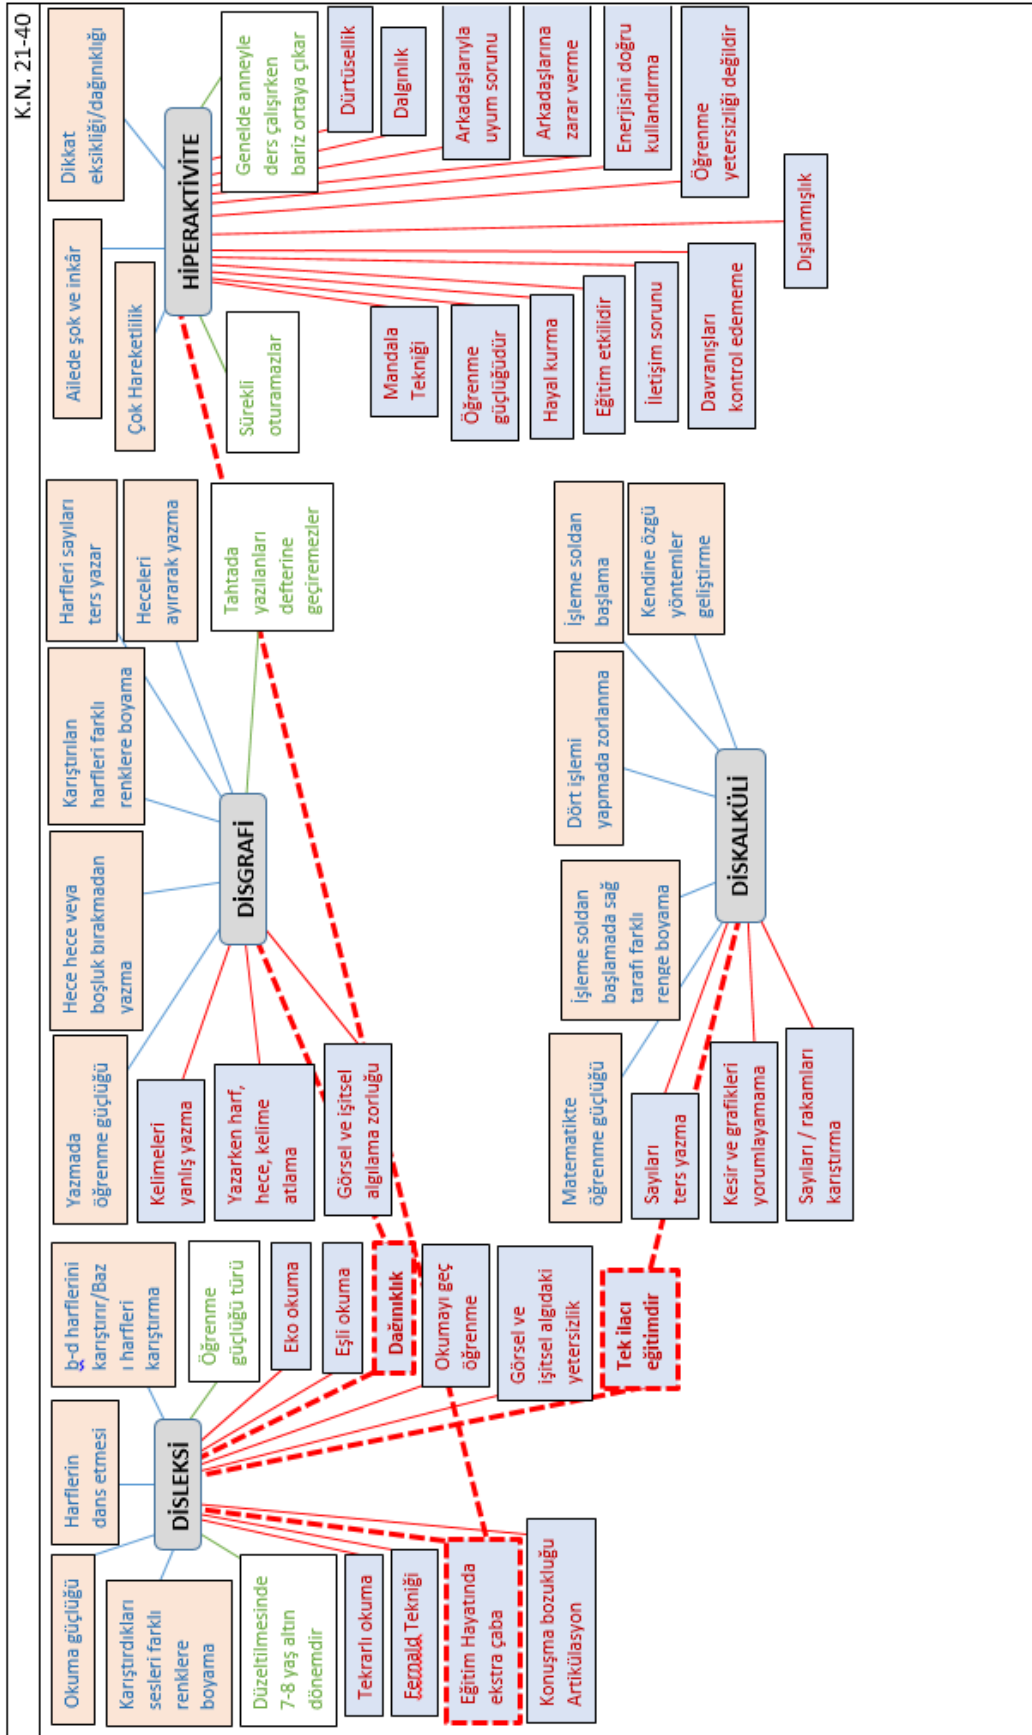 K.N. 21-40
Okuma güçlüğü
Harflerin
dans etmesi
b-d harflerini
karıştırır/Baz
ı harfleri
karıştırma
Karıştırdıkları
sesleri farklı
renklere
boyama
DİSLEKSİ
Öğrenme
güçlüğü türü
Düzeltilmesinde
7-8 yaş altın
dönemdir
Eko okuma
Tekrarlı okuma
Eşli okuma
Fernald Tekniği
Dağınıklık
Eğitim Hayatında
ekstra çaba
Okumayı geç
öğrenme
Konuşma bozukluğu
Artikülasyon
Görsel ve
işitsel algıdaki
yetersizlik
Tek ilacı
eğitimdir
Yazmada
öğrenme güçlüğü
Hece hece veya
boşluk bırakmadan
yazma
Karıştırılan
harfleri farklı
renklere boyama
Harfleri sayıları
ters yazar
Heceleri
ayırarak yazma
Kelimeleri
yanlış yazma
DİSGRAFİ
Tahtada
yazılanları
defterine
geçiremezler
Yazarken harf,
hece, kelime
atlama
Görsel ve işitsel
algılama zorluğu
Matematikte
öğrenme güçlüğü
İşleme soldan
başlamada sağ
tarafı farklı
renge boyama
Dört işlemi
yapmada zorlanma
İşleme soldan
başlama
Kendine özgü
yöntemler
geliştirme
Sayıları
ters yazma
DİSKALKÜLİ
Kesir ve grafikleri
yorumlayamama
Sayıları / rakamları
karıştırma
Ailede şok ve inkâr
Dikkat
eksikliği/dağınıklığı
Çok Hareketlilik
HİPERAKTİVİTE
Sürekli
oturamazlar
Genelde anneyle
ders çalışırken
bariz ortaya çıkar
Dürtüsellik
Mandala
Tekniği
Dalgınlık
Öğrenme
güçlüğüdür
Arkadaşlarıyla
uyum sorunu
Hayal kurma
Arkadaşlarına
zarar verme
Eğitim etkilidir
Enerjisini doğru
kullandırma
İletişim sorunu
Öğrenme
yetersizliği değildir
Davranışları
kontrol edememe
Dışlanmışlık